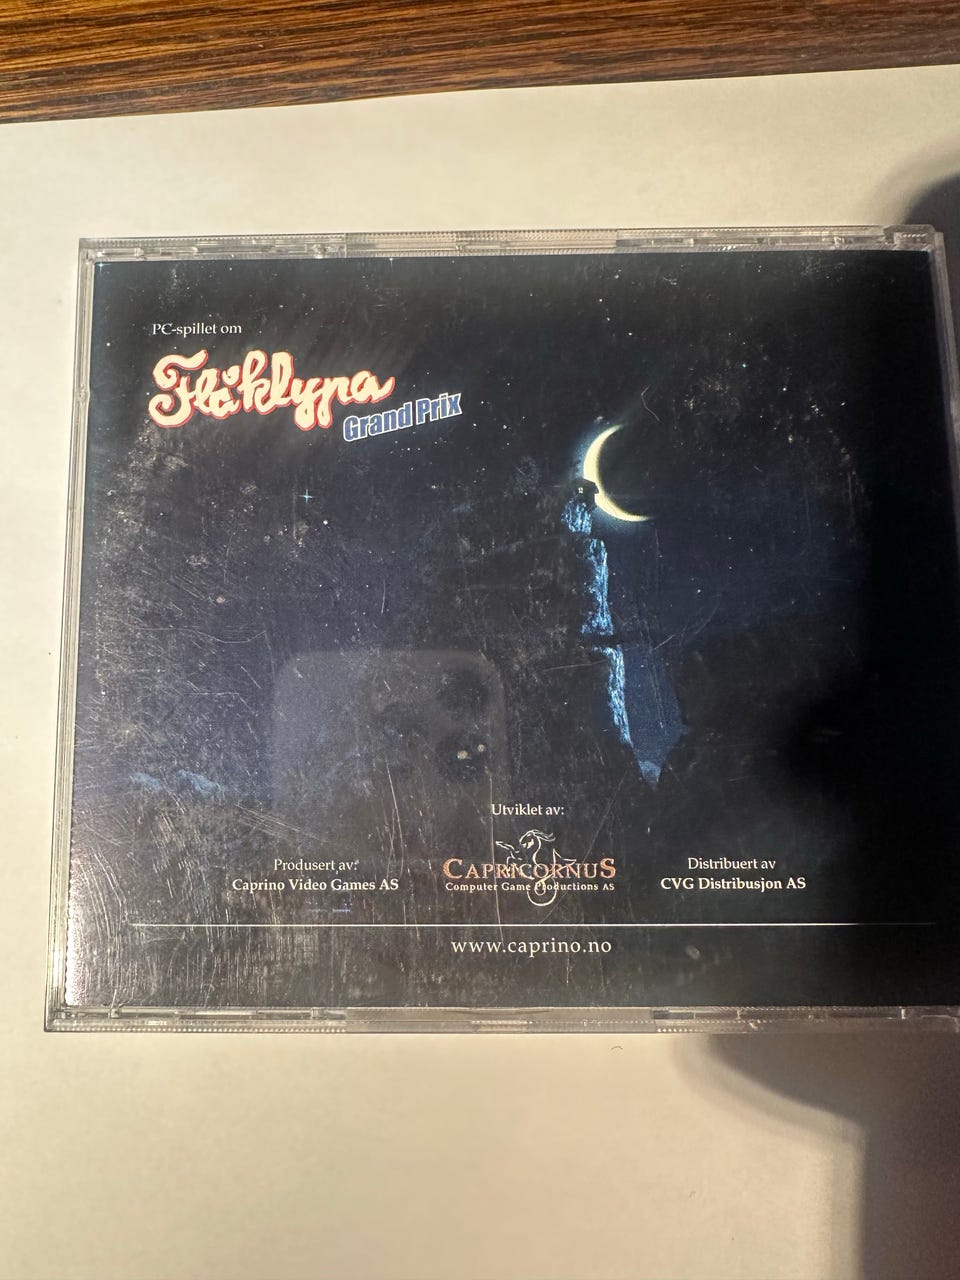 PC-spillet om
Flåklypa
Grand Prix
Utviklet av:
Produsert av:
Caprino Video Games AS
CAPRICORNUS
Computer Game Productions AS
Distribuert av
CVG Distribusjon AS
www.caprino.no